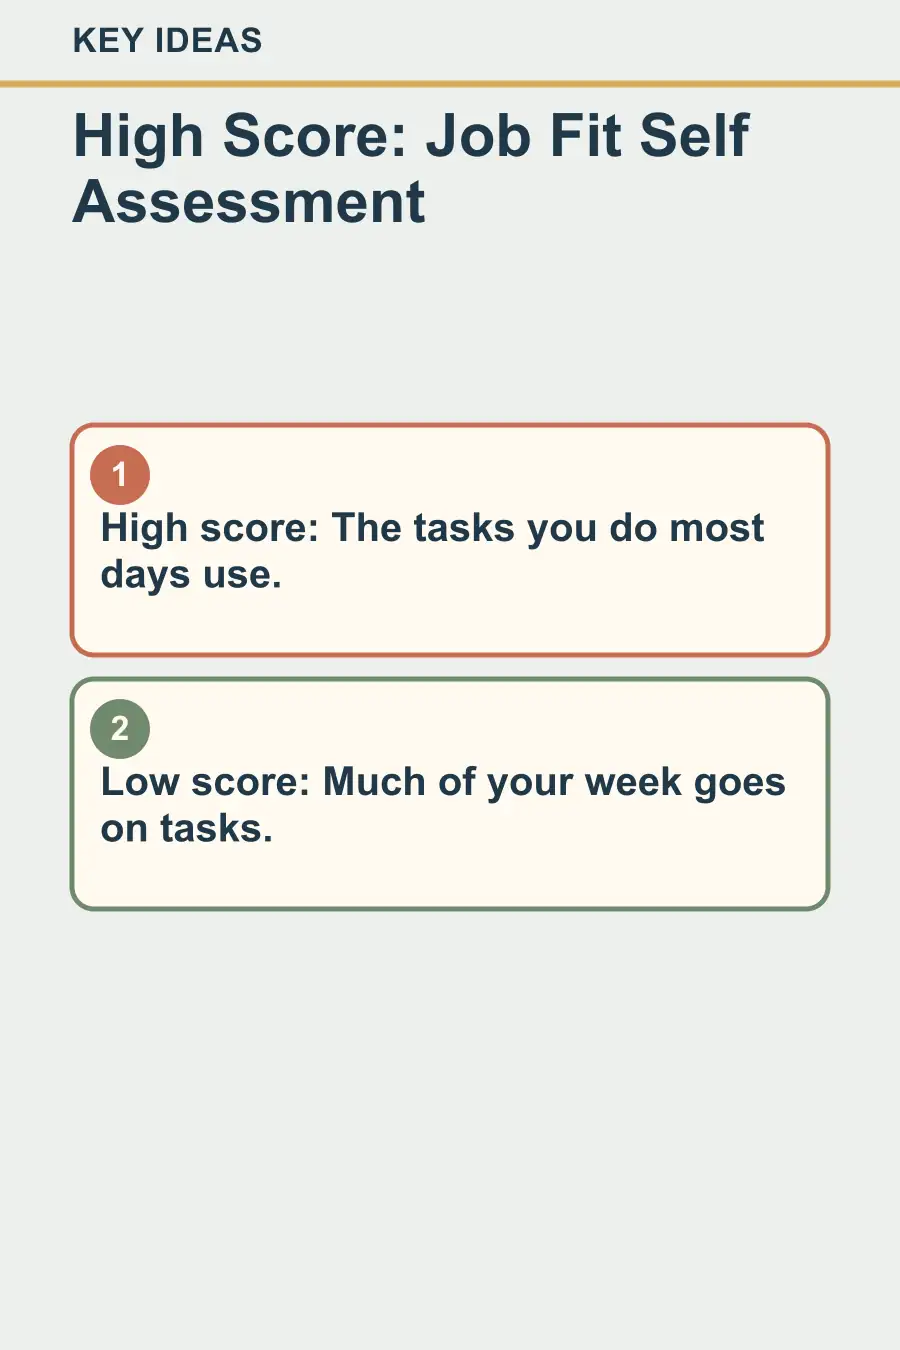 KEY IDEAS
High Score: Job Fit Self
Assessment
1
High score: The tasks you do most
days use.
2
Low score: Much of your week goes
on tasks.